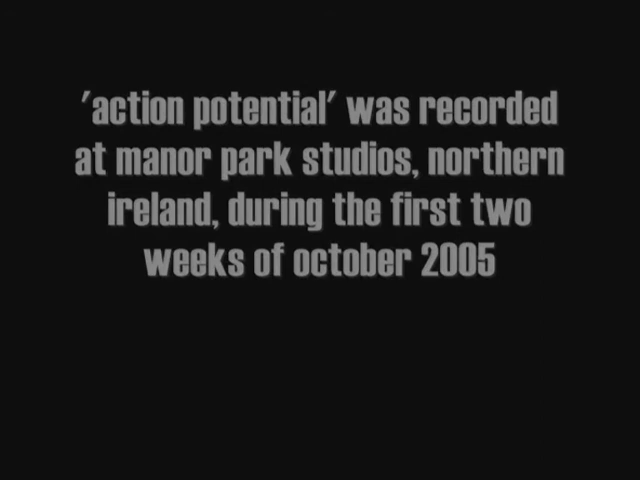 'action potential' was recorded
at manor park studios, northern
ireland, during the first two
weeks of october 2005